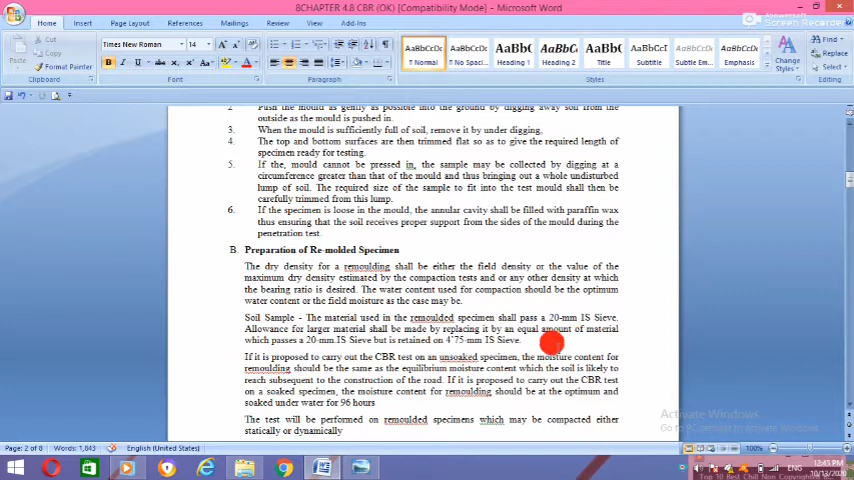 8CHAPTER 4.8 CBR (OK) [Compatibility Mode] - Microsoft Word
Home Insert Page Layout References Mailings Review View Add-Ins
Screen Recorder
Cut
Copy
Format Painter
Paste
Clipboard
Times New Roman 14
Font
Paragraph
AaBbCcDc AaBbCcDc AaBbC AaBbCc AaBbC AaBbCcI AaBbCcDc AaBbCcDc
¶ Normal ¶ No Spaci... Heading 1 Heading 2 Title Subtitle Subtle Em... Emphasis
Styles
Change Styles
Find
Replace
Select
Editing
2 Push the mould as gently as possible into the ground by digging away soil from the
outside as the mould is pushed in.
3. When the mould is sufficiently full of soil, remove it by under digging,
4. The top and bottom surfaces are then trimmed flat so as to give the required length of
specimen ready for testing.
5. If the, mould cannot be pressed in, the sample may be collected by digging at a
circumference greater than that of the mould and thus bringing out a whole undisturbed
lump of soil. The required size of the sample to fit into the test mould shall then be
carefully trimmed from this lump.
6. If the specimen is loose in the mould, the annular cavity shall be filled with paraffin wax
thus ensuring that the soil receives proper support from the sides of the mould during the
penetration test.
B. Preparation of Re-molded Specimen
The dry density for a remoulding shall be either the field density or the value of the
maximum dry density estimated by the compaction tests and or any other density at which
the bearing ratio is desired. The water content used for compaction should be the optimum
water content or the field moisture as the case may be.
Soil Sample - The material used in the remoulded specimen shall pass a 20-mm IS Sieve.
Allowance for larger material shall be made by replacing it by an equal amount of material
which passes a 20-mm.IS Sieve but is retained on 4'75-mm IS Sieve.
If it is proposed to carry out the CBR test on an unsoaked specimen, the moisture content for
remoulding should be the same as the equilibrium moisture content which the soil is likely to
reach subsequent to the construction of the road. If it is proposed to carry out the CBR test
on a soaked specimen, the moisture content for remoulding should be at the optimum and
soaked under water for 96 hours
The test will be performed on remoulded specimens which may be compacted either
statically or dynamically
Activate Windows
Go to PC settings to activate Windows.
Page: 2 of 8 Words: 1,843 English (United States) 100%
ENG
12:45 PM
10/13/2020
Top 10 Best Chill Non Copyrighted